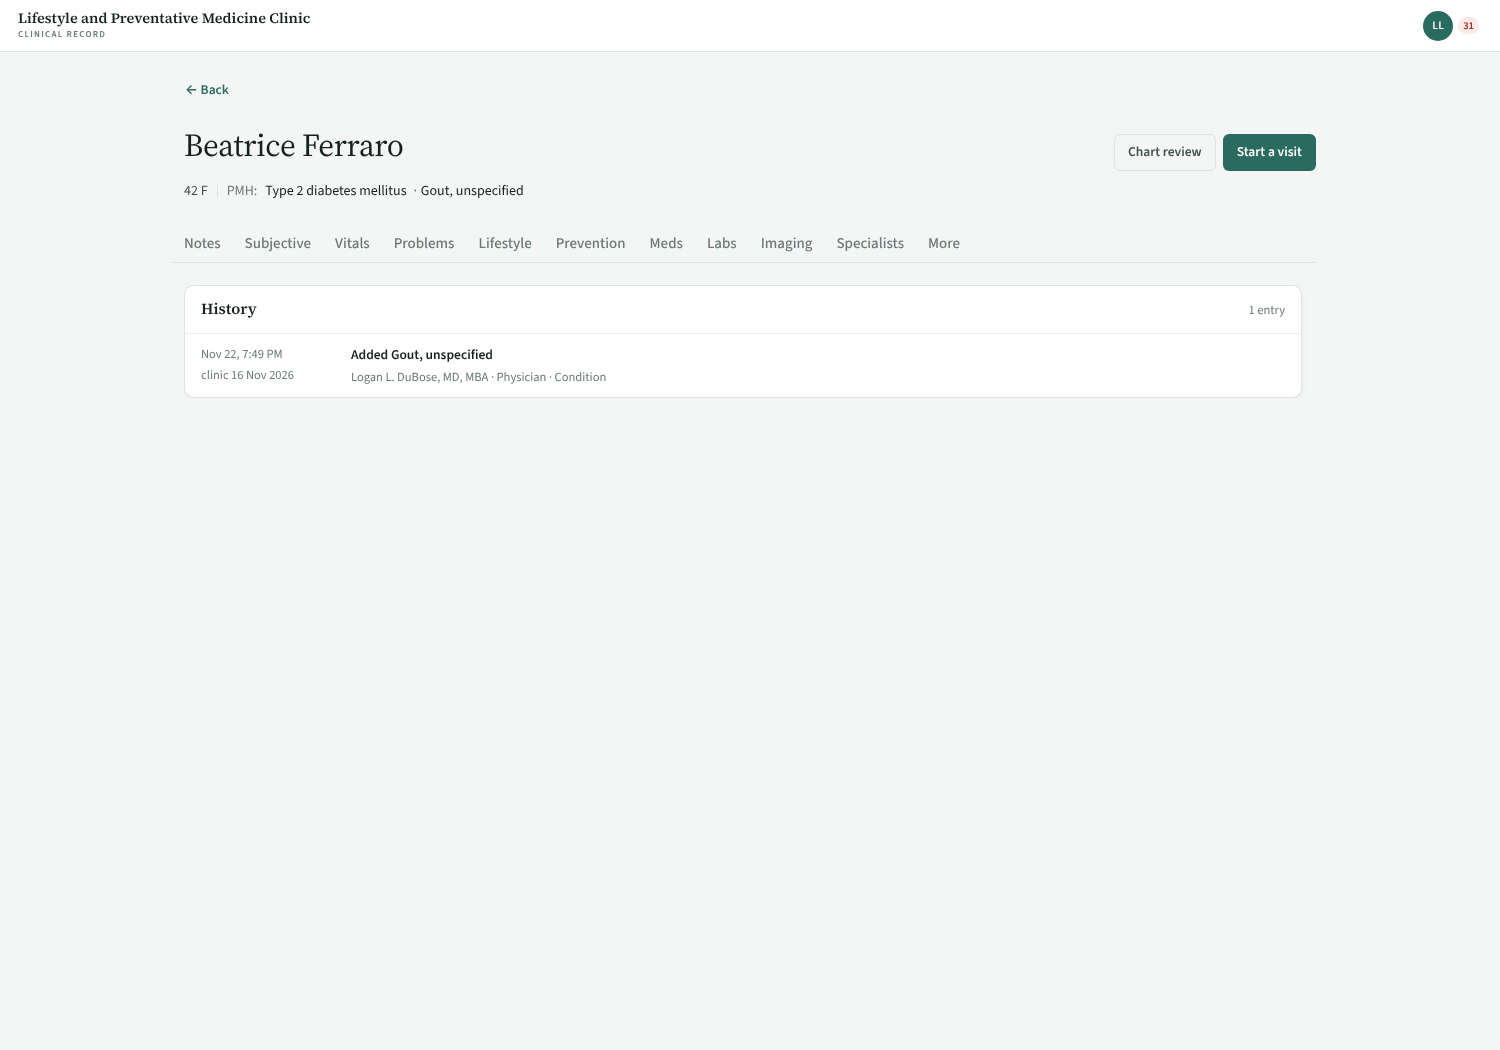 Lifestyle and Preventative Medicine Clinic
CLINICAL RECORD
LL 31
← Back
Beatrice Ferraro
Chart review Start a visit
42 F | PMH: Type 2 diabetes mellitus · Gout, unspecified
Notes Subjective Vitals Problems Lifestyle Prevention Meds Labs Imaging Specialists More
History 1 entry
Nov 22, 7:49 PM Added Gout, unspecified
clinic 16 Nov 2026 Logan L. DuBose, MD, MBA · Physician · Condition